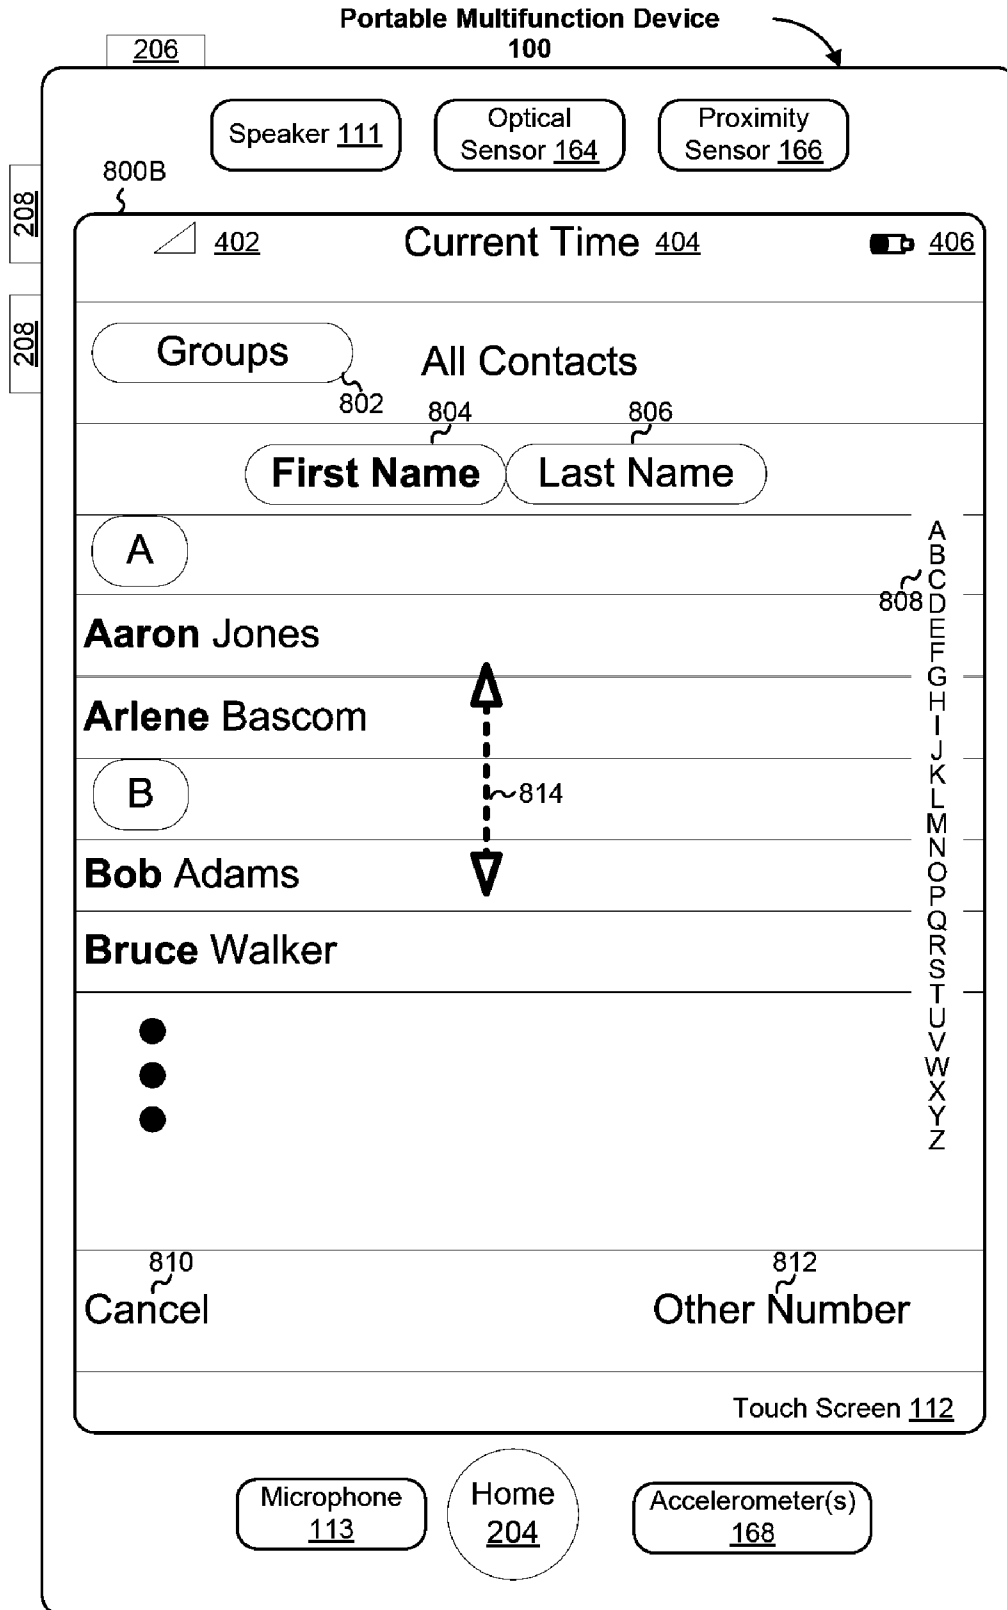 Portable Multifunction Device
100
206
Speaker 111
Optical
Sensor 164
Proximity
Sensor 166
800B
208
208
402
Current Time 404
406
Groups
802
All Contacts
804
806
First Name
Last Name
A
Aaron Jones
Arlene Bascom
B
814
Bob Adams
Bruce Walker
808
A
B
C
D
E
F
G
H
I
J
K
L
M
N
O
P
Q
R
S
T
U
V
W
X
Y
Z
810
Cancel
812
Other Number
Touch Screen 112
Microphone
113
Home
204
Accelerometer(s)
168